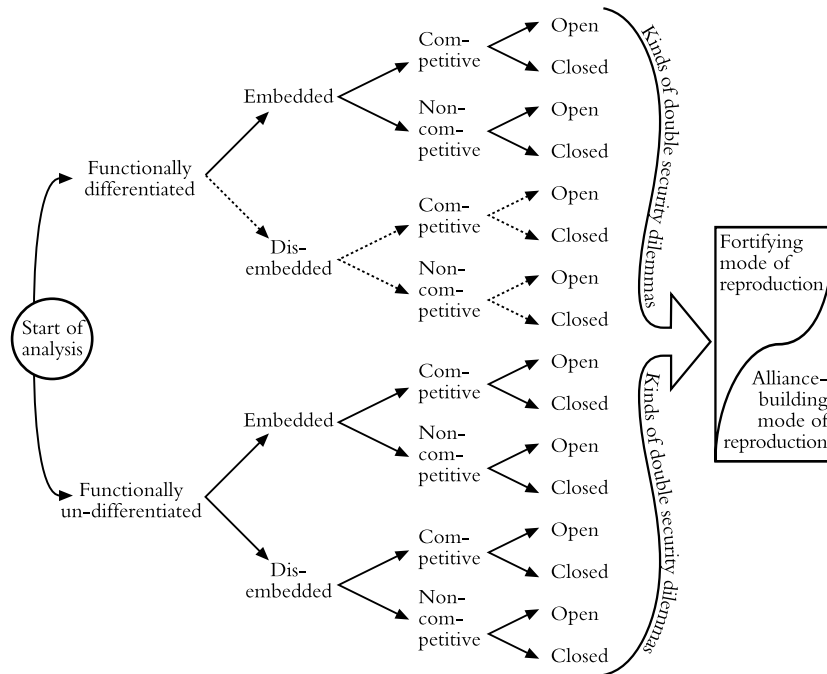 Start of
analysis
Functionally
differentiated
Functionally
un-differentiated
Embedded
Dis-
embedded
Embedded
Dis-
embedded
Com-
petitive
Non-
com-
petitive
Com-
petitive
Non-
com-
petitive
Com-
petitive
Non-
com-
petitive
Com-
petitive
Non-
com-
petitive
Open
Closed
Open
Closed
Open
Closed
Open
Closed
Open
Closed
Open
Closed
Open
Closed
Open
Closed
Kinds of double security dilemmas
Kinds of double security dilemmas
Fortifying
mode of
reproduction
Alliance-
building
mode of
reproduction